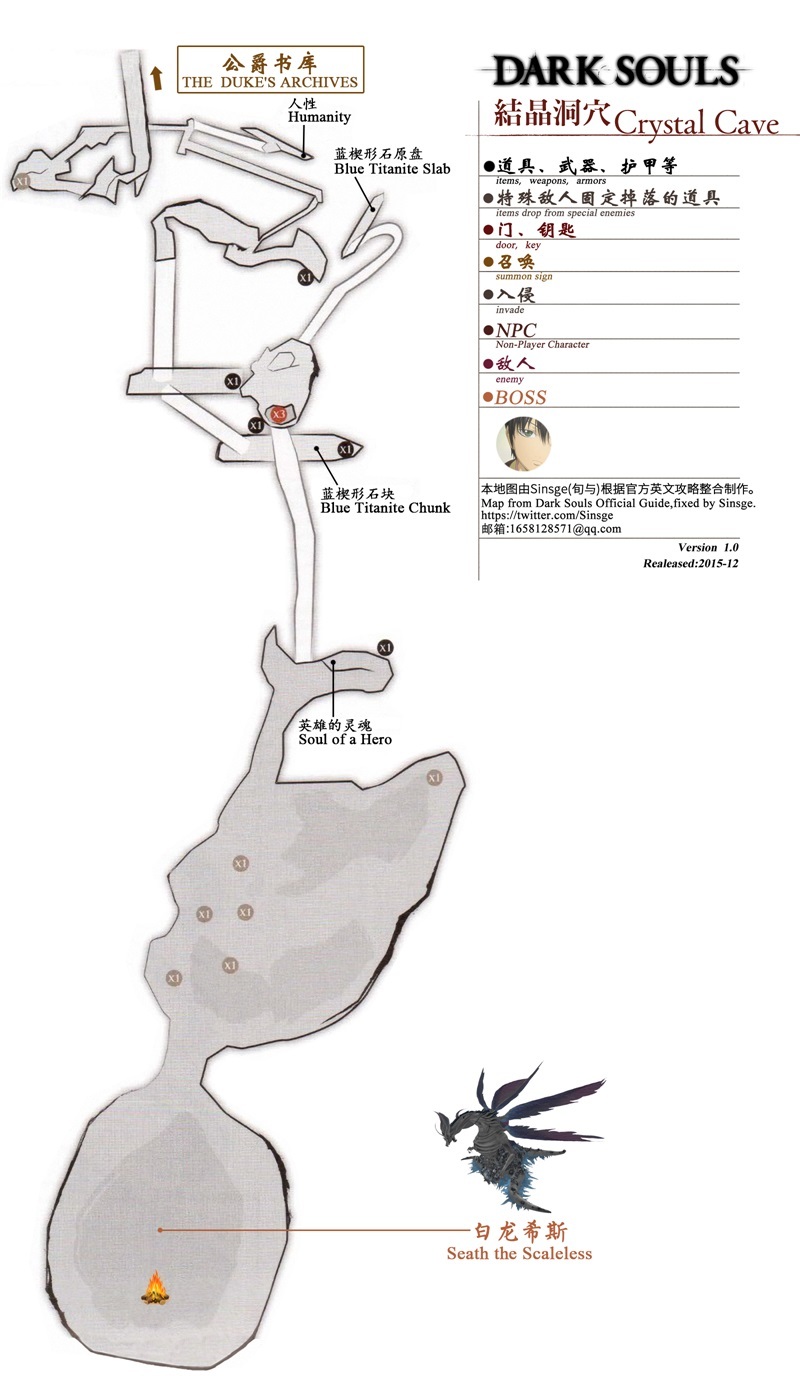 公爵书库
THE DUKE'S ARCHIVES
人性
Humanity
蓝楔形石原盘
Blue Titanite Slab
X1
X1
X1
X3
X1
X1
蓝楔形石块
Blue Titanite Chunk
X1
英雄的灵魂
Soul of a Hero
X1
X1
X1
X1
X1
X1
白龙希斯
Seath the Scaleless
DARK SOULS
結晶洞穴 Crystal Cave
道具、武器、护甲等
items, weapons, armors
特殊敌人固定掉落的道具
items drop from special enemies
门、钥匙
door, key
召唤
summon sign
入侵
invade
NPC
Non-Player Character
敌人
enemy
BOSS
本地图由Sinsge(旬与)根据官方英文攻略整合制作。
Map from Dark Souls Official Guide,fixed by Sinsge.
https://twitter.com/Sinsge
邮箱:1658128571@qq.com
Version 1.0
Realeased:2015-12